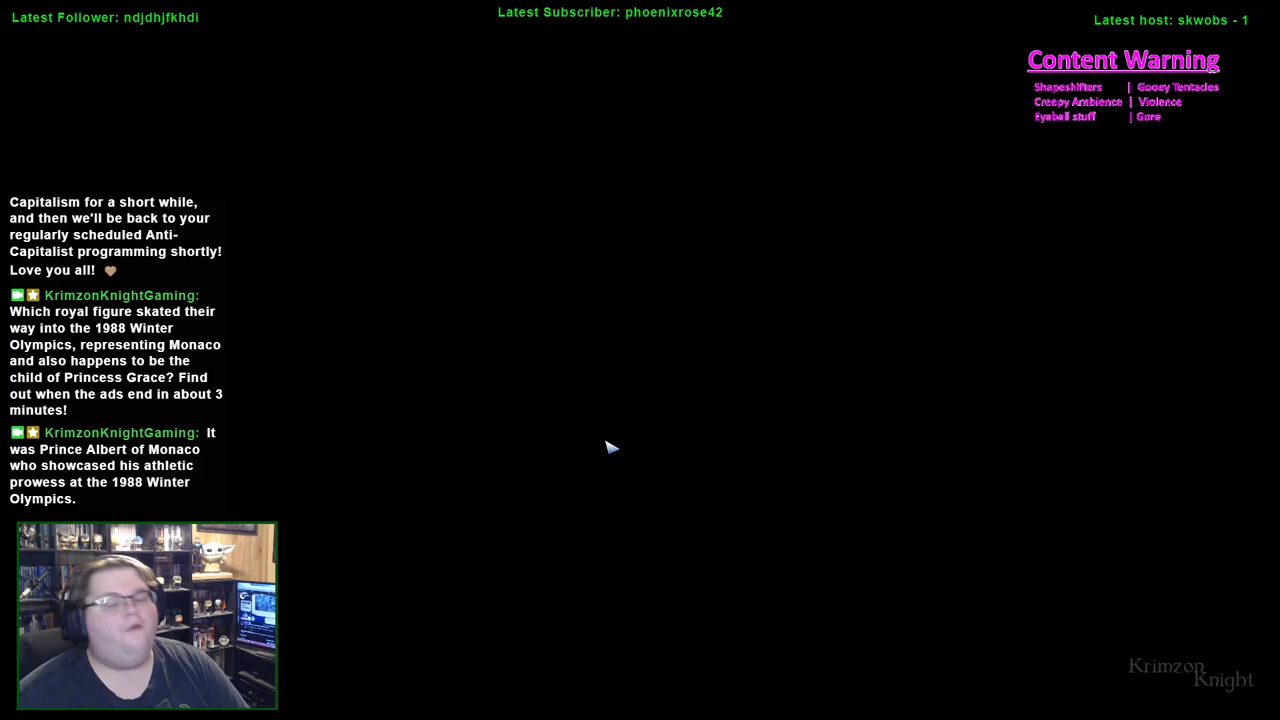 Latest Follower: ndjdhjfkhdi
Latest Subscriber: phoenixrose42
Latest host: skwobs - 1
Content Warning
Shapeshifters | Gooey Tentacles
Creepy Ambience | Violence
Eyeball stuff | Gore
Capitalism for a short while,
and then we'll be back to your
regularly scheduled Anti-
Capitalist programming shortly!
Love you all!
KrimzonKnightGaming:
Which royal figure skated their
way into the 1988 Winter
Olympics, representing Monaco
and also happens to be the
child of Princess Grace? Find
out when the ads end in about 3
minutes!
KrimzonKnightGaming: It
was Prince Albert of Monaco
who showcased his athletic
prowess at the 1988 Winter
Olympics.
Krimzon
Knight